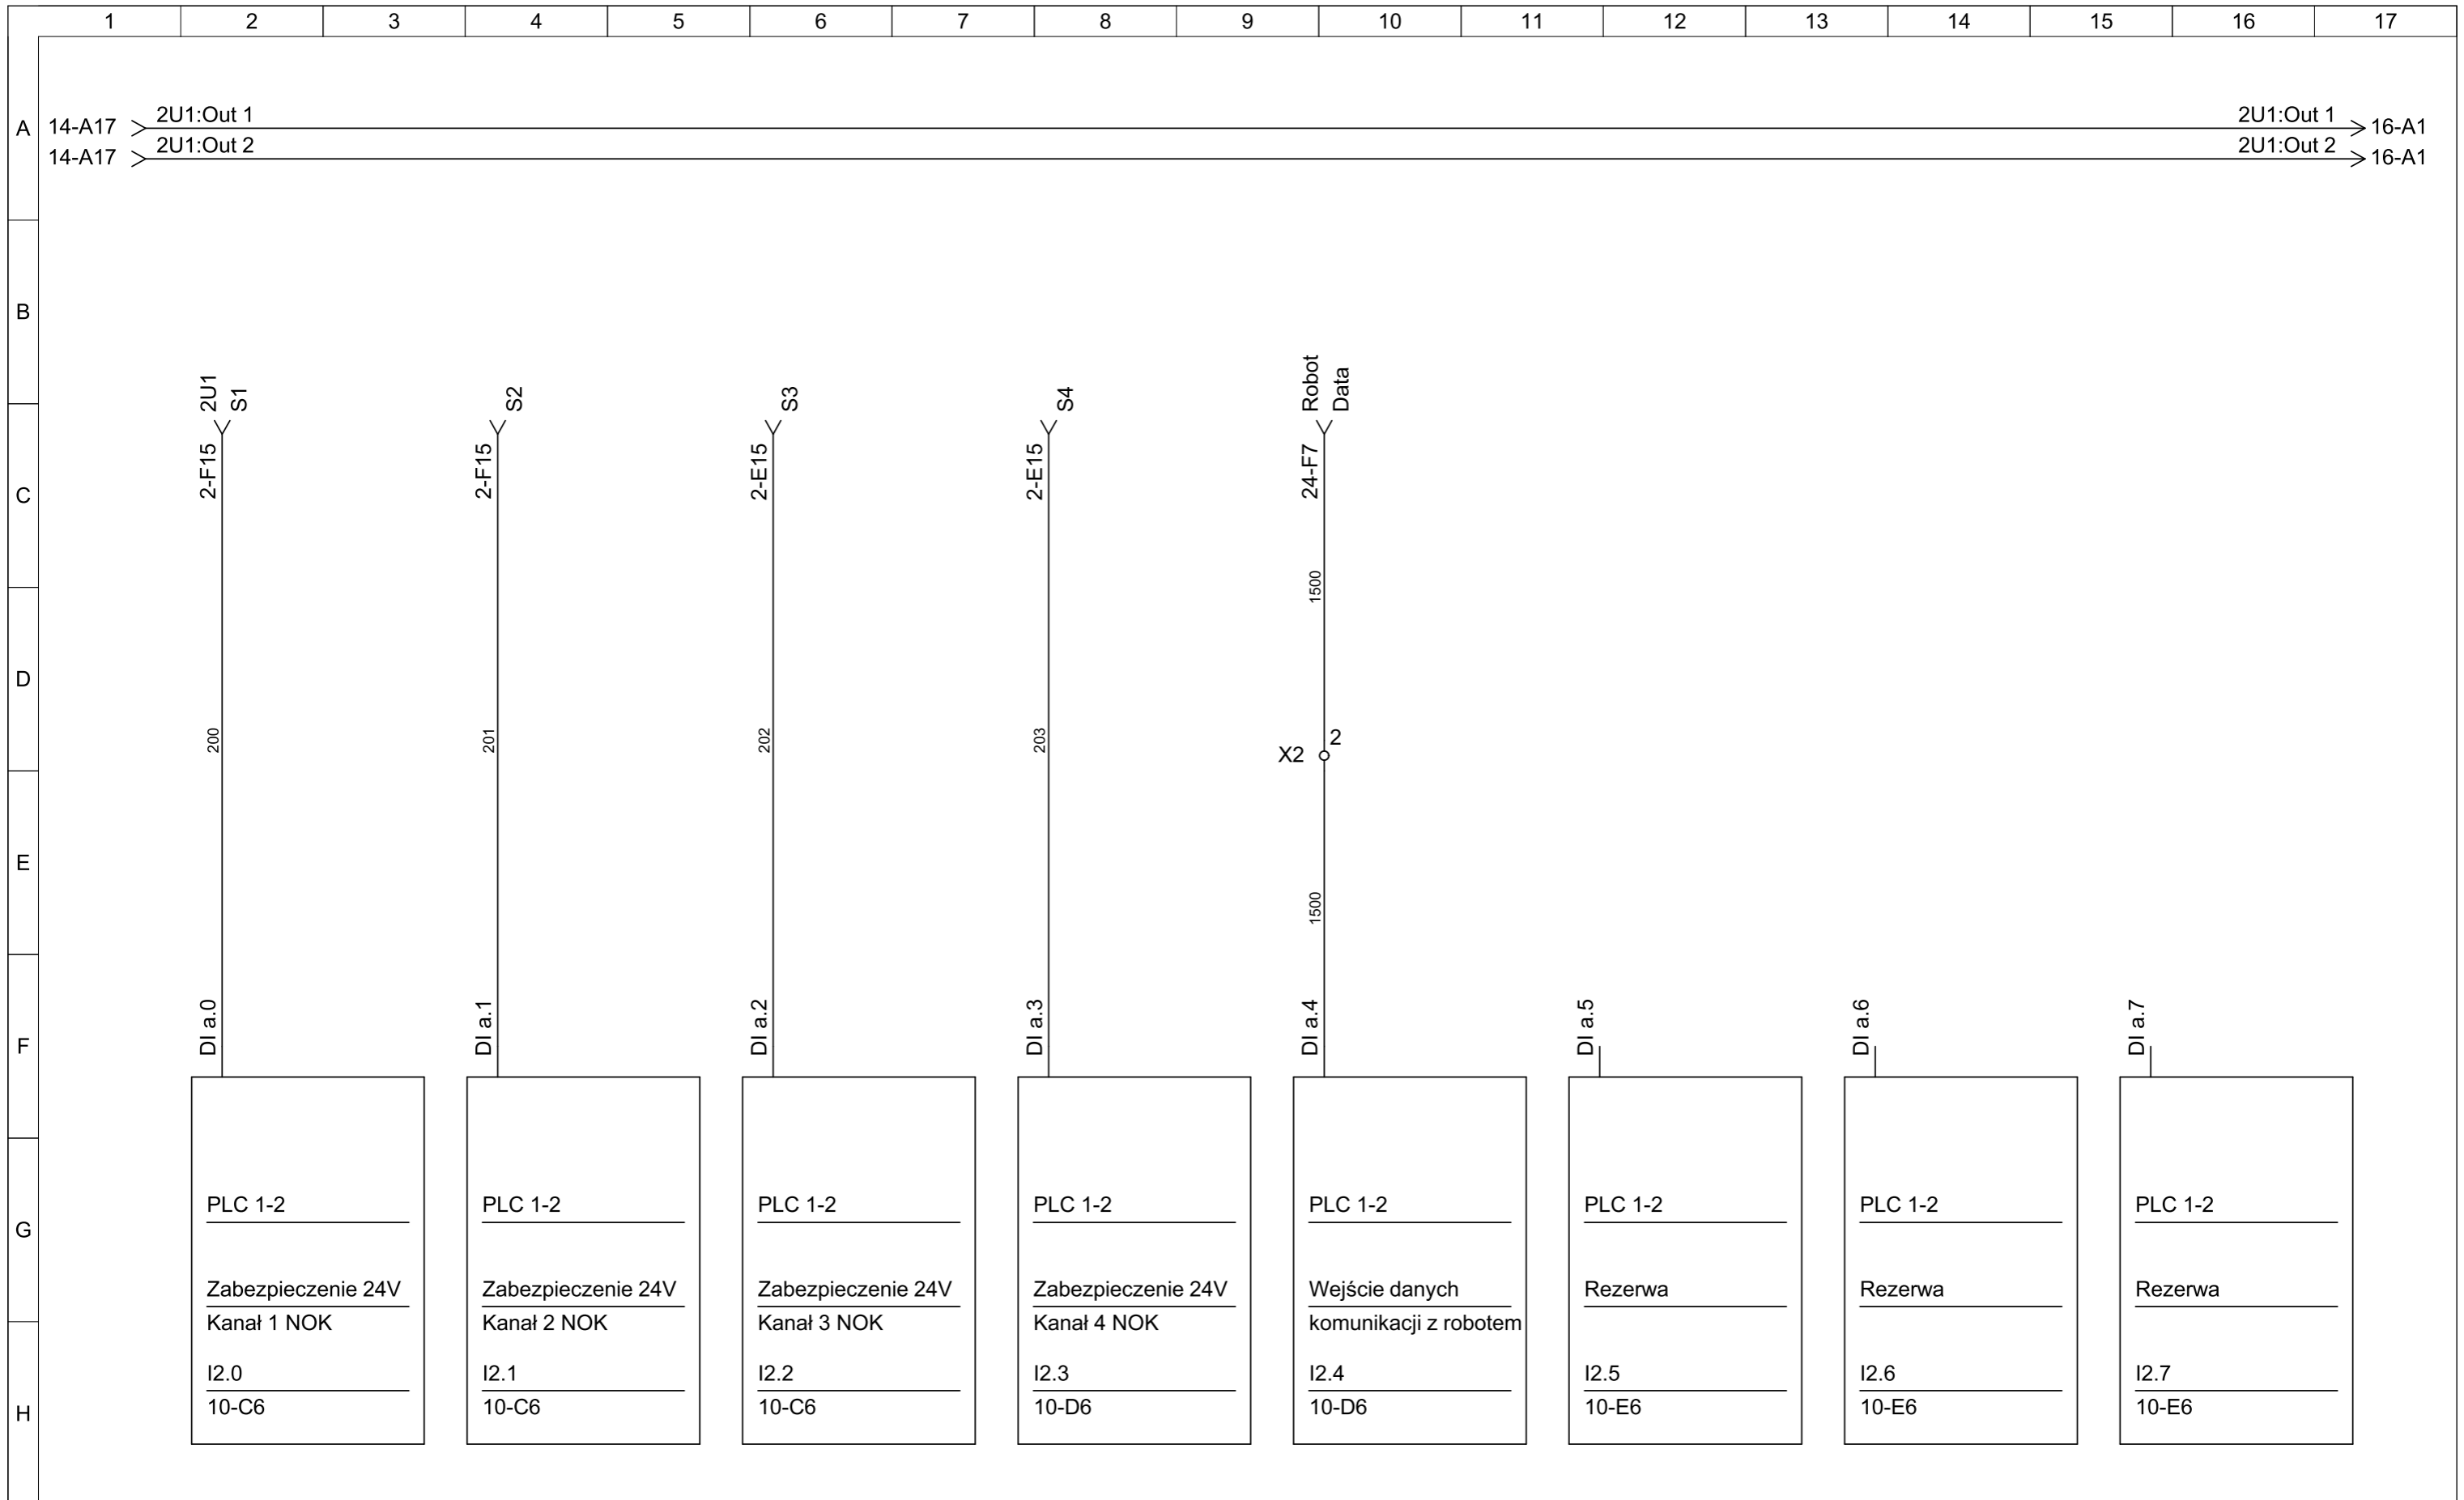 1 2 3 4 5 6 7 8 9 10 11 12 13 14 15 16 17
A
14-A17 2U1:Out 1 2U1:Out 1 16-A1
14-A17 2U1:Out 2 2U1:Out 2 16-A1
B
2U1 Robot
S1 S2 S3 S4 Data
C
2-F15 2-F15 2-E15 2-E15 24-F7
1500
D
200 201 202 203
X2 2
E
1500
F
DI a.0 DI a.1 DI a.2 DI a.3 DI a.4 DI a.5 DI a.6 DI a.7
G
PLC 1-2 PLC 1-2 PLC 1-2 PLC 1-2 PLC 1-2 PLC 1-2 PLC 1-2 PLC 1-2
Zabezpieczenie 24V Zabezpieczenie 24V Zabezpieczenie 24V Zabezpieczenie 24V Wejście danych Rezerwa Rezerwa Rezerwa
Kanał 1 NOK Kanał 2 NOK Kanał 3 NOK Kanał 4 NOK komunikacji z robotem
I2.0 I2.1 I2.2 I2.3 I2.4 I2.5 I2.6 I2.7
H
10-C6 10-C6 10-C6 10-D6 10-D6 10-E6 10-E6 10-E6